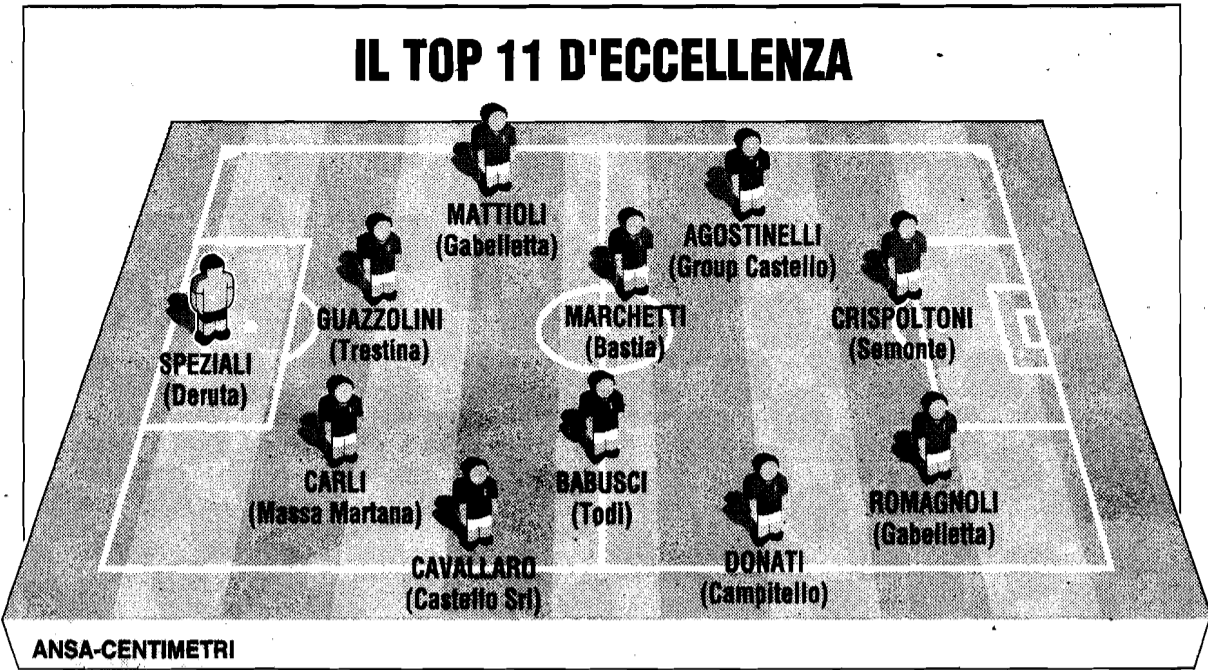 IL TOP 11 D'ECCELLENZA
MATTIOLI
(Gabelletta)
AGOSTINELLI
(Group Castello)
GUAZZOLINI
(Trestina)
MARCHETTI
(Bastia)
CRISPOLTONI
(Semonte)
SPEZIALI
(Deruta)
CARLI
(Massa Martana)
BABUSCI
(Todi)
ROMAGNOLI
(Gabelletta)
CAVALLARO
(Castello Srl)
DONATI
(Campitello)
ANSA-CENTIMETRI